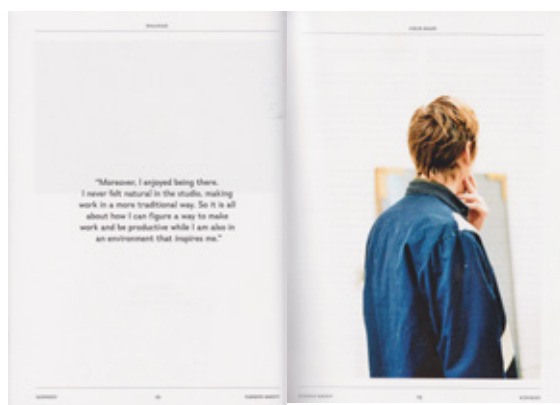 "Moreover, I enjoyed being there.
I never felt natural in the studio, making
work in a more traditional way. So it is all
about how I can figure a way to make
work and be productive while I am also in
an environment that inspires me."